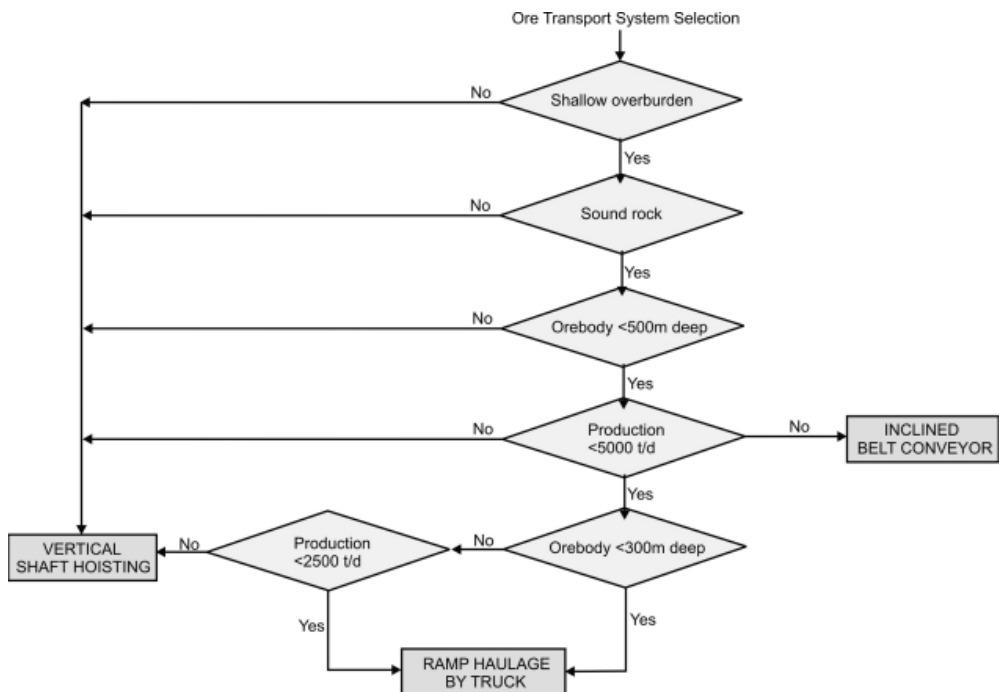 Ore Transport System Selection
Shallow overburden
No
Yes
Sound rock
No
Yes
Orebody <500m deep
No
Yes
Production
<5000 t/d
No
No
INCLINED
BELT CONVEYOR
Yes
Orebody <300m deep
No
Production
<2500 t/d
No
VERTICAL
SHAFT HOISTING
Yes
Yes
RAMP HAULAGE
BY TRUCK